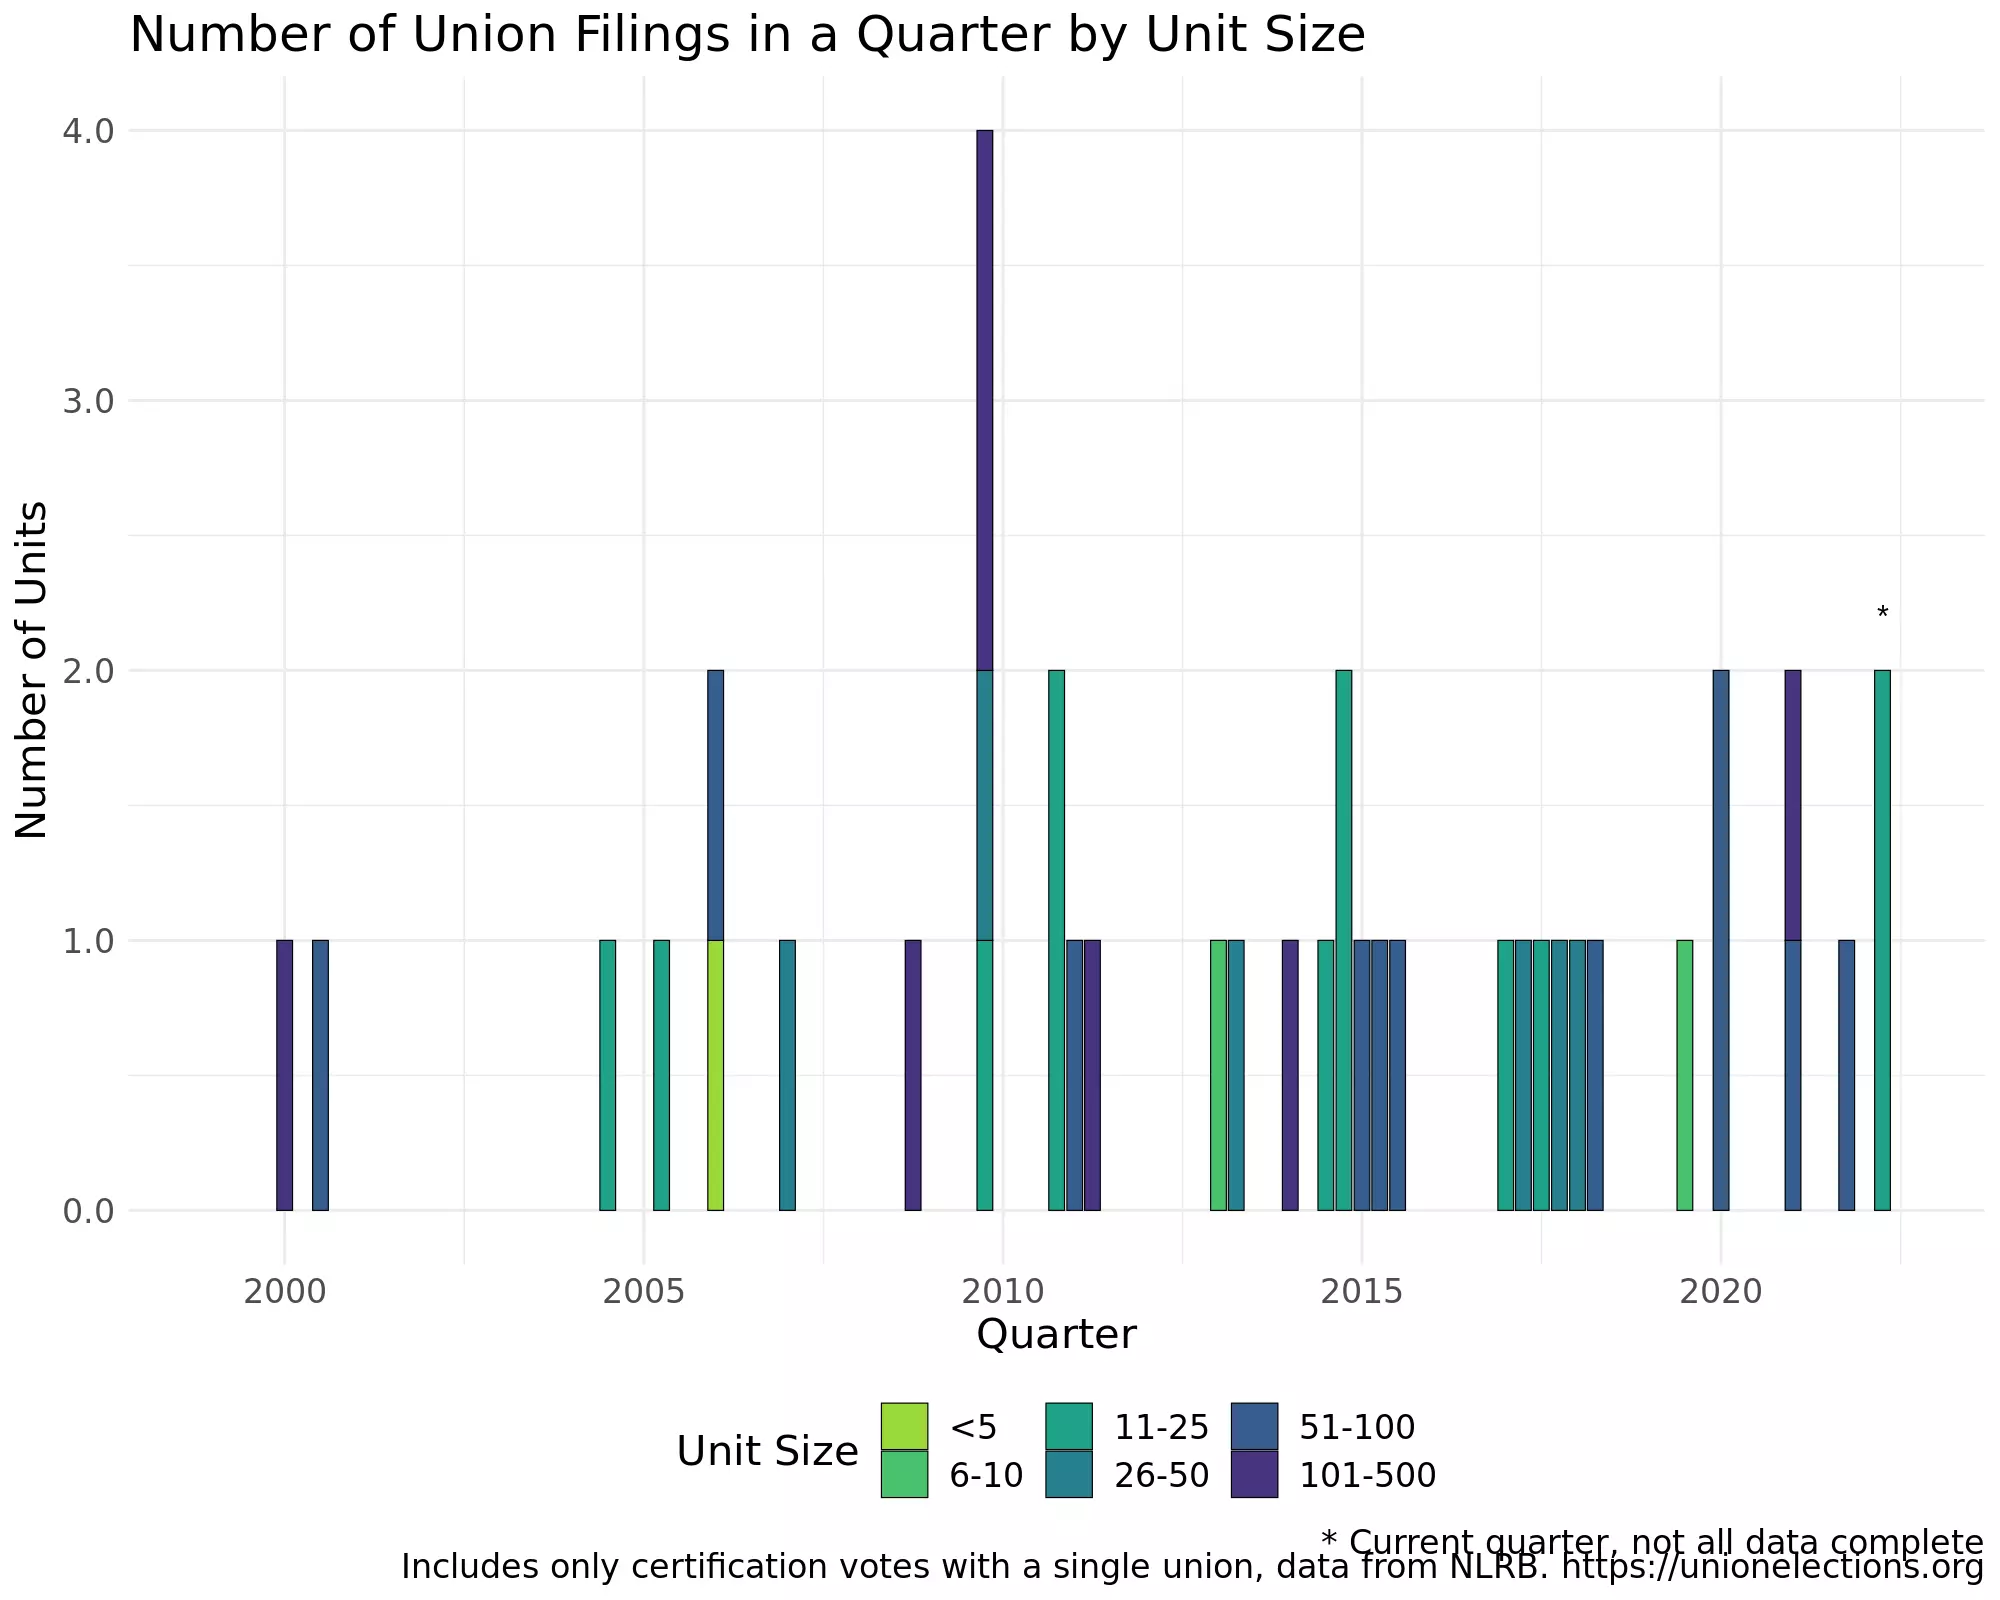 Number of Union Filings in a Quarter by Unit Size
Number of Units
4.0
3.0
2.0
1.0
0.0
*
2000 2005 2010 2015 2020
Quarter
Unit Size
<5 11-25 51-100
6-10 26-50 101-500
* Current quarter, not all data complete
Includes only certification votes with a single union, data from NLRB. https://unionelections.org